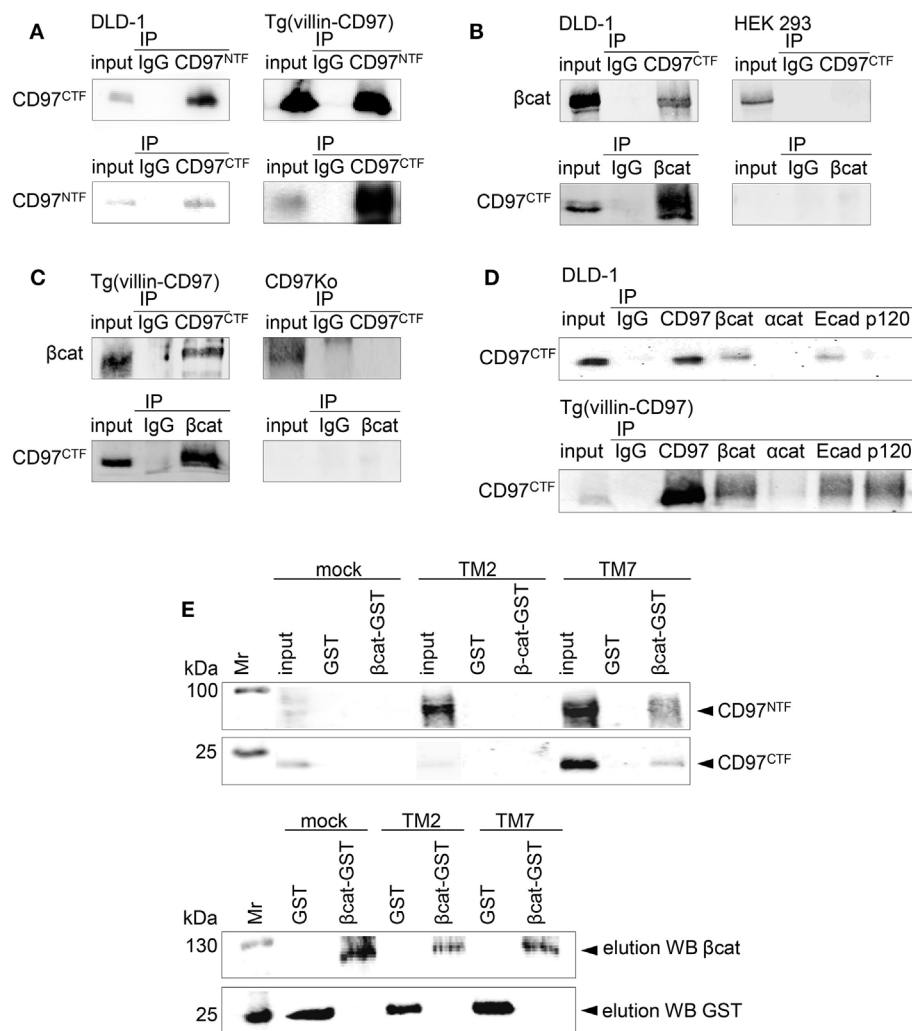 A
DLD-1
Tg(villin-CD97)
IP
IP
input IgG CD97NTF
input IgG CD97NTF
CD97CTF
IP
IP
input IgG CD97CTF
input IgG CD97CTF
CD97NTF
B
DLD-1
HEK 293
IP
IP
input IgG CD97CTF
input IgG CD97CTF
βcat
IP
IP
input IgG βcat
input IgG βcat
CD97CTF
C
Tg(villin-CD97)
CD97Ko
IP
IP
input IgG CD97CTF
input IgG CD97CTF
βcat
IP
IP
input IgG βcat
input IgG βcat
CD97CTF
D
DLD-1
IP
input IgG CD97 βcat αcat Ecad p120
CD97CTF
Tg(villin-CD97)
IP
input IgG CD97 βcat αcat Ecad p120
CD97CTF
E
mock TM2 TM7
kDa Mr input GST βcat-GST input GST β-cat-GST input GST βcat-GST
100
CD97NTF
25
CD97CTF
mock TM2 TM7
kDa Mr GST βcat-GST GST βcat-GST GST βcat-GST
130
elution WB βcat
25
elution WB GST